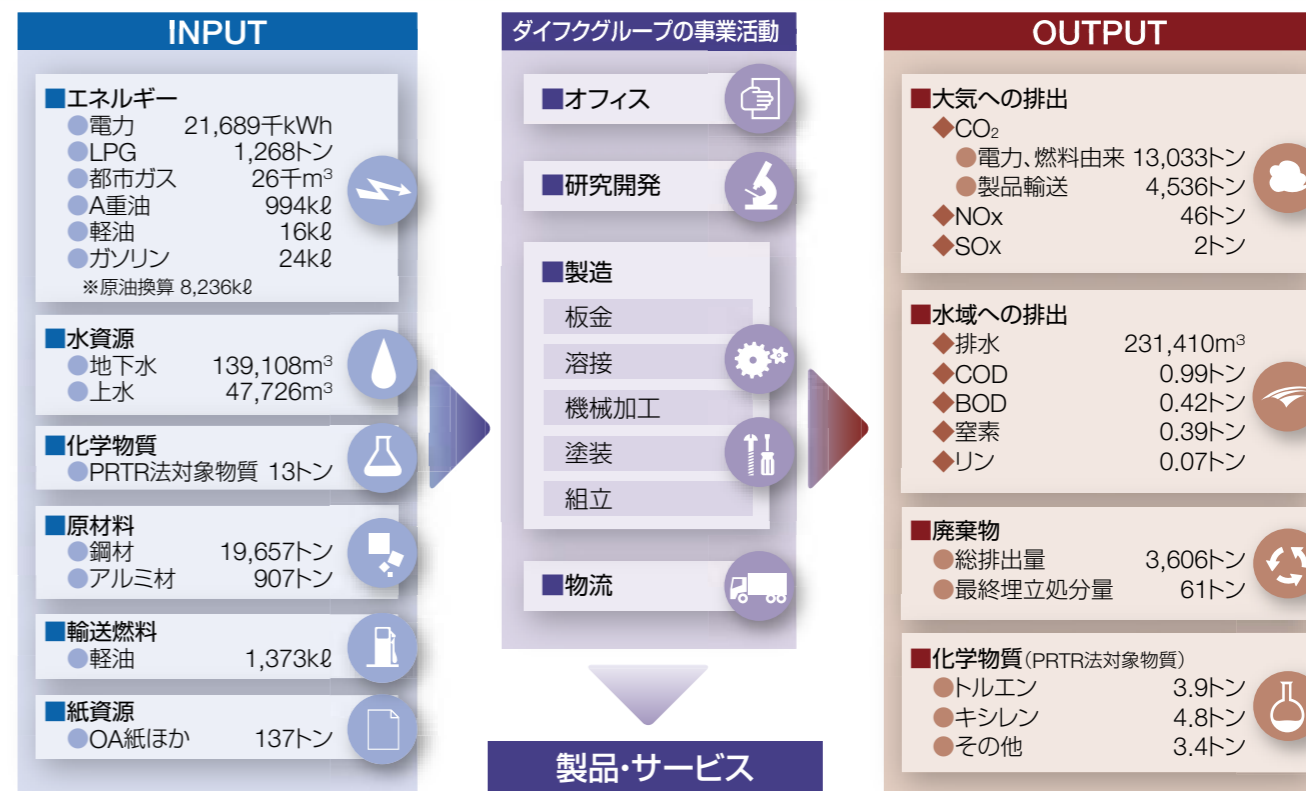 INPUT
■エネルギー
●電力 21,689千kWh
●LPG 1,268トン
●都市ガス 26千m³
●A重油 994kℓ
●軽油 16kℓ
●ガソリン 24kℓ
※原油換算 8,236kℓ
■水資源
●地下水 139,108m³
●上水 47,726m³
■化学物質
●PRTR法対象物質 13トン
■原材料
●鋼材 19,657トン
●アルミ材 907トン
■輸送燃料
●軽油 1,373kℓ
■紙資源
●OA紙ほか 137トン
ダイフクグループの事業活動
■オフィス
■研究開発
■製造
板金
溶接
機械加工
塗装
組立
■物流
製品・サービス
OUTPUT
■大気への排出
◆CO₂
●電力、燃料由来 13,033トン
●製品輸送 4,536トン
◆NOx 46トン
◆SOx 2トン
■水域への排出
◆排水 231,410m³
◆COD 0.99トン
◆BOD 0.42トン
◆窒素 0.39トン
◆リン 0.07トン
■廃棄物
●総排出量 3,606トン
●最終埋立処分量 61トン
■化学物質(PRTR法対象物質)
●トルエン 3.9トン
●キシレン 4.8トン
●その他 3.4トン